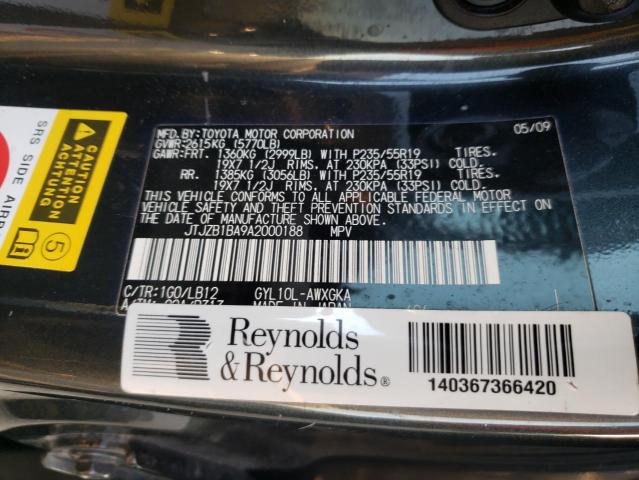 SRS SIDE AIRB
CAUTION
ATTENTION
5
MFD. BY: TOYOTA MOTOR CORPORATION 05/09
GVWR: 2615KG (5770LB)
GAWR: FRT. 1360KG (2999LB) WITH P235/55R19 TIRES.
19X7 1/2J RIMS. AT 230KPA (33PSI) COLD.
RR. 1385KG (3056LB) WITH P235/55R19 TIRES.
19X7 1/2J RIMS. AT 230KPA (33PSI) COLD.
THIS VEHICLE CONFORMS TO ALL APPLICABLE FEDERAL MOTOR
VEHICLE SAFETY AND THEFT PREVENTION STANDARDS IN EFFECT ON
THE DATE OF MANUFACTURE SHOWN ABOVE.
JTJZB1BA9A2000188 MPV
C/TR: 1G0/LB12 GYL10L-AWXGKA
MADE IN JAPAN
Reynolds
& Reynolds®
140367366420